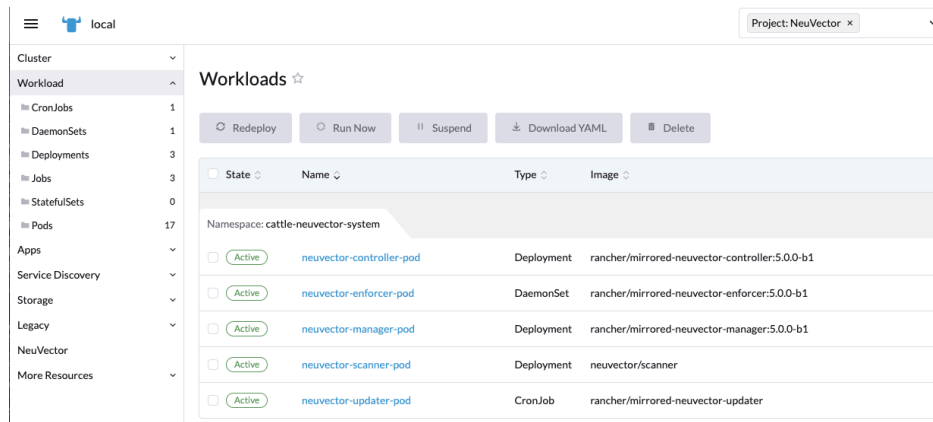 local
Project: NeuVector ×
Cluster
Workload
CronJobs 1
DaemonSets 1
Deployments 3
Jobs 3
StatefulSets 0
Pods 17
Apps
Service Discovery
Storage
Legacy
NeuVector
More Resources
Workloads
Redeploy Run Now Suspend Download YAML Delete
State Name Type Image
Namespace: cattle-neuvector-system
Active neuvector-controller-pod Deployment rancher/mirrored-neuvector-controller:5.0.0-b1
Active neuvector-enforcer-pod DaemonSet rancher/mirrored-neuvector-enforcer:5.0.0-b1
Active neuvector-manager-pod Deployment rancher/mirrored-neuvector-manager:5.0.0-b1
Active neuvector-scanner-pod Deployment neuvector/scanner
Active neuvector-updater-pod CronJob rancher/mirrored-neuvector-updater